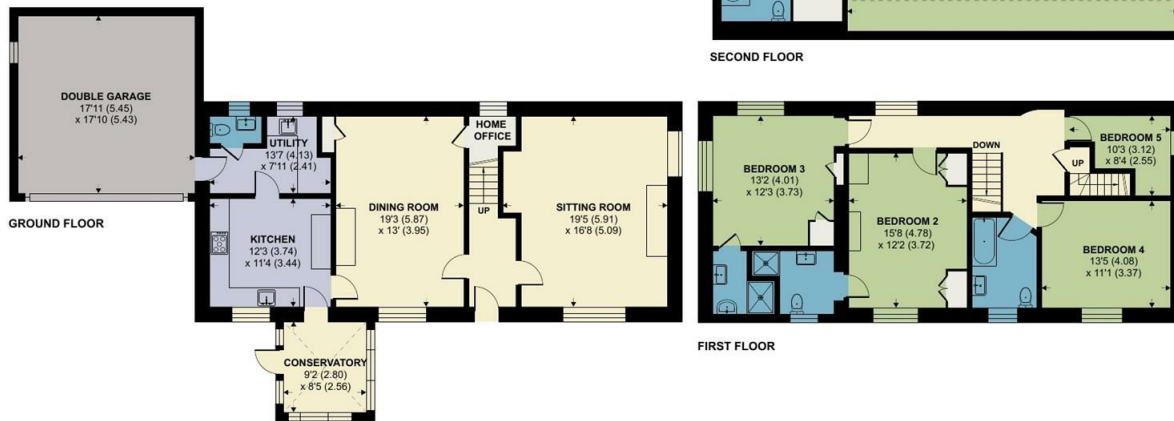 SECOND FLOOR
DOUBLE GARAGE
17'11 (5.45)
x 17'10 (5.43)
GROUND FLOOR
UTILITY
13'7 (4.13)
x 7'11 (2.41)
KITCHEN
12'3 (3.74)
x 11'4 (3.44)
DINING ROOM
19'3 (5.87)
x 13' (3.95)
HOME
OFFICE
UP
SITTING ROOM
19'5 (5.91)
x 16'8 (5.09)
CONSERVATORY
9'2 (2.80)
x 8'5 (2.56)
BEDROOM 3
13'2 (4.01)
x 12'3 (3.73)
BEDROOM 2
15'8 (4.78)
x 12'2 (3.72)
DOWN
UP
BEDROOM 5
10'3 (3.12)
x 8'4 (2.55)
BEDROOM 4
13'5 (4.08)
x 11'1 (3.37)
FIRST FLOOR